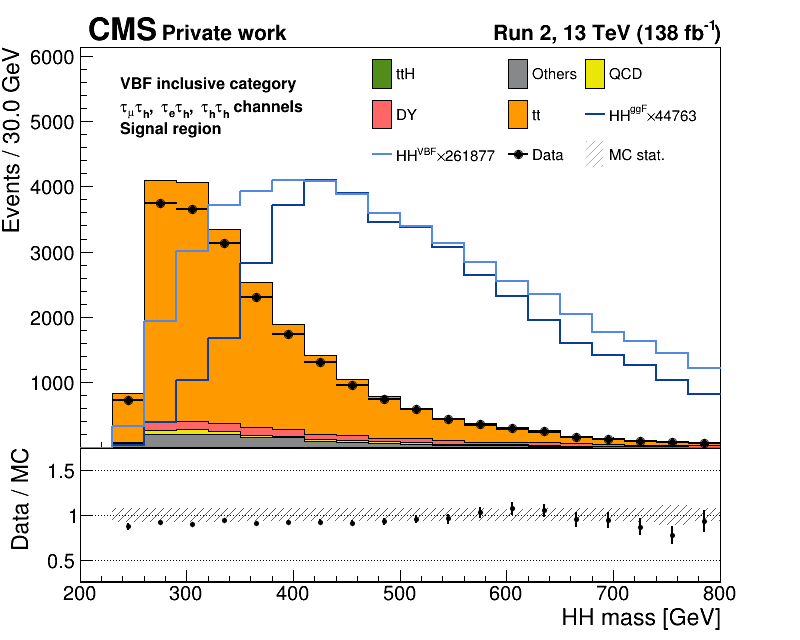 CMS Private work
Run 2, 13 TeV (138 fb⁻¹)
VBF inclusive category
τμτh, τeτh, τhτh channels
Signal region
ttH
Others
QCD
DY
tt
HHggF×44763
HHVBF×261877
Data
MC stat.
Events / 30.0 GeV
6000
5000
4000
3000
2000
1000
Data / MC
1.5
1
0.5
200 300 400 500 600 700 800
HH mass [GeV]